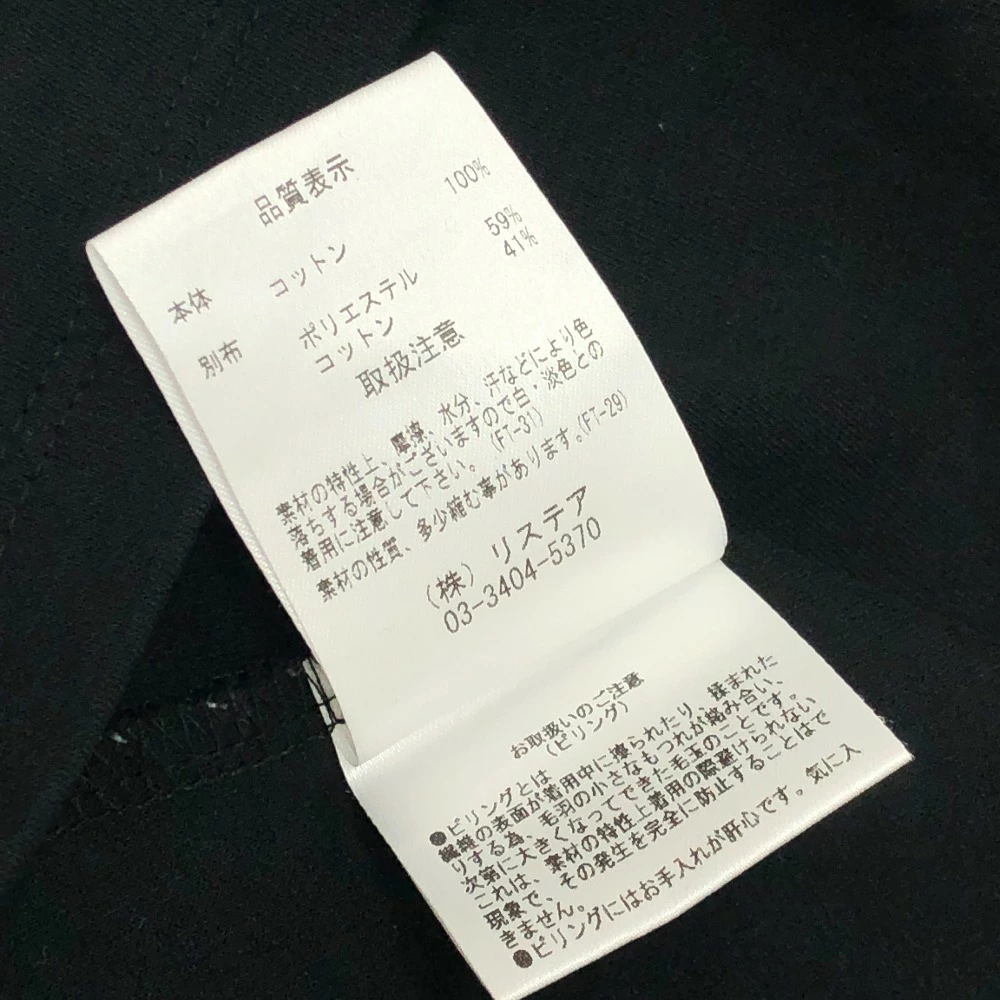 品質表示
本体 コットン 100%
別布 ポリエステル 59%
コットン 41%
取扱注意
素材の特性上、摩擦、水分、汗などにより色
落ちする場合がございますので白・淡色との
着用に注意して下さい。(FT-31)
素材の性質、多少縮む事があります。(FT-29)
(株) リステア
03-3404-5370
お取扱いのご注意
(ピリング)
●ピリングとは
繊維の表面が着用中に擦られたり、揉まれた
りする為、毛羽の小さなもつれが絡み合い、
次第に大きくなってできた毛玉のことです。
これは、素材の特性上着用の際避けられない
現象で、その発生を完全に防止することはで
きません。
●ピリングにはお手入れが肝心です。気に入